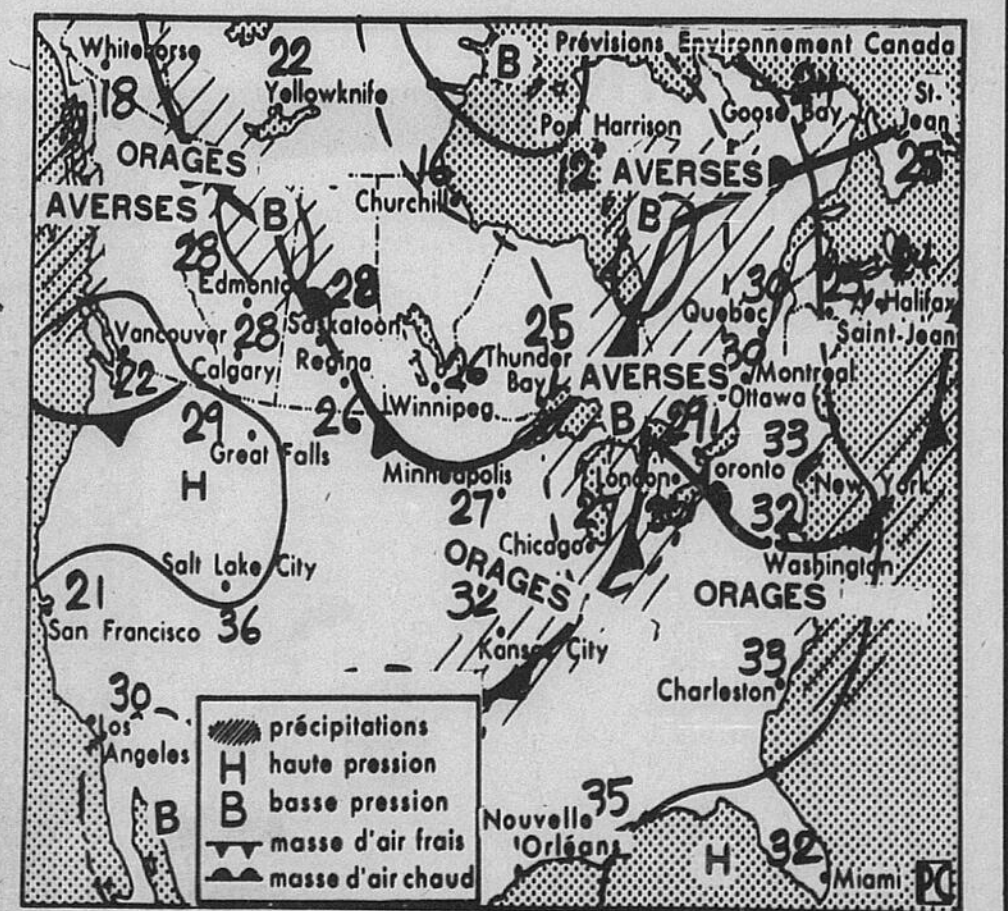 Prévisions Environnement Canada
Whitehorse
18
22
Yellowknife
B
Port Harrison
12
Goose Bay
24
St-
Jean
ORAGES
AVERSES
AVERSES
B
B
16
Churchill
28
Edmonton
28
Saskatoon
28
Calgary
Regina
26
26
Winnipeg
25
Thunder
Bay
30
Quebec
Halifax
Saint-Jean
Vancouver
22
AVERSES
30
Montreal
Ottawa
B
29
Toronto
33
New York
London
27
32
Washington
29
Great Falls
H
Minneapolis
27
Chicago
ORAGES
ORAGES
Salt Lake City
36
21
San Francisco
32
Kansas City
33
Charleston
30
Los
Angeles
B
précipitations
H haute pression
B basse pression
masse d'air frais
masse d'air chaud
35
Nouvelle
Orléans
H
32
Miami
PC